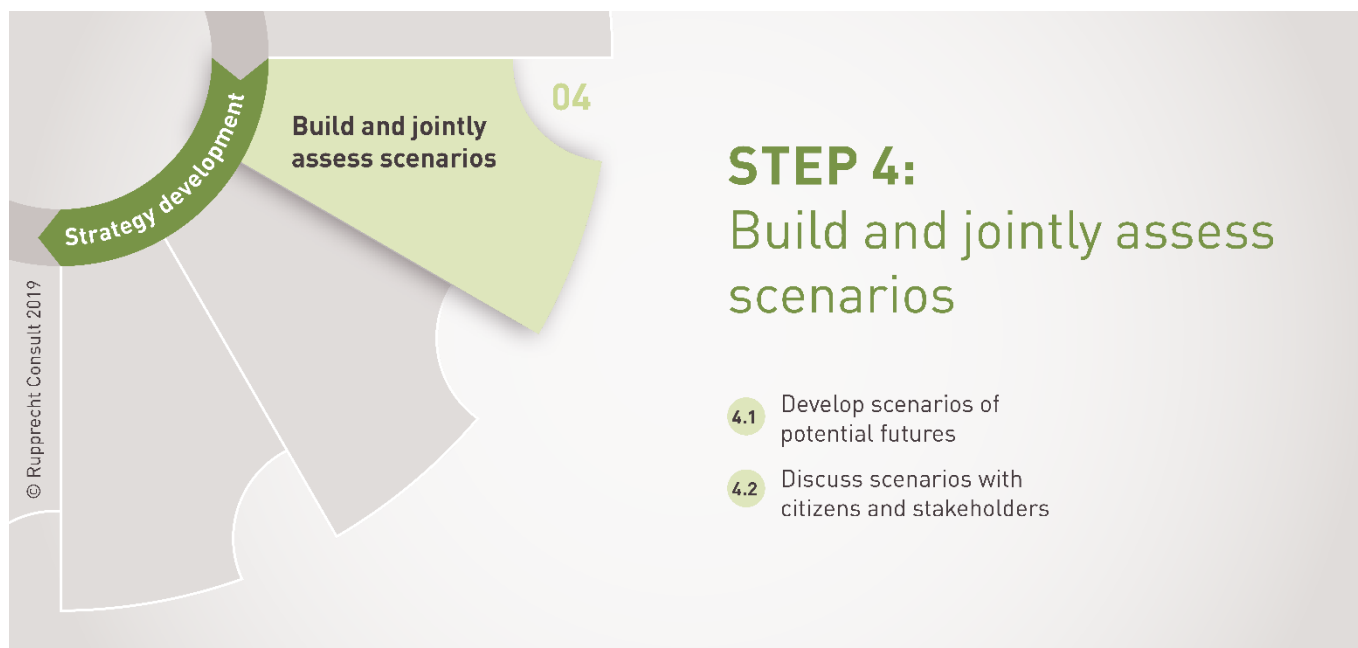 Strategy development
Build and jointly
assess scenarios
04
© Rupprecht Consult 2019
STEP 4:
Build and jointly assess
scenarios
4.1 Develop scenarios of
potential futures
4.2 Discuss scenarios with
citizens and stakeholders